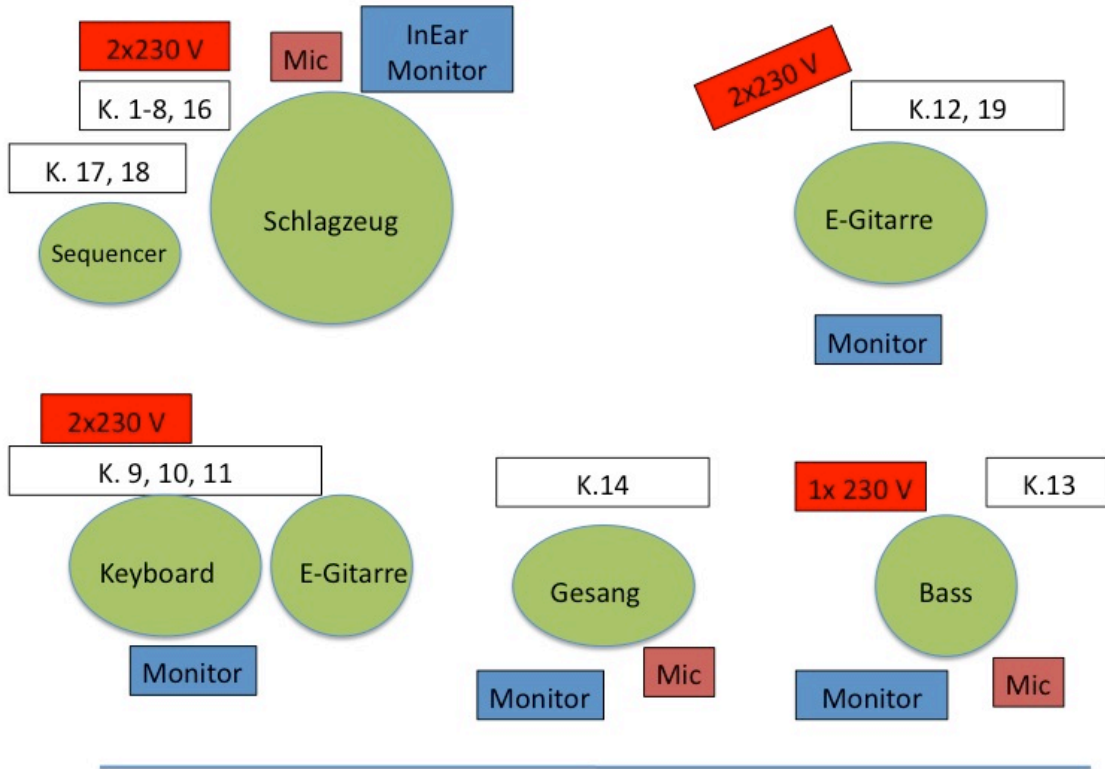 2x230 V
Mic
InEar
Monitor
K. 1-8, 16
K. 17, 18
Schlagzeug
Sequencer
2x230 V
K.12, 19
E-Gitarre
Monitor
2x230 V
K. 9, 10, 11
Keyboard
E-Gitarre
Monitor
K.14
Gesang
Mic
Monitor
1x 230 V
K.13
Bass
Monitor
Mic